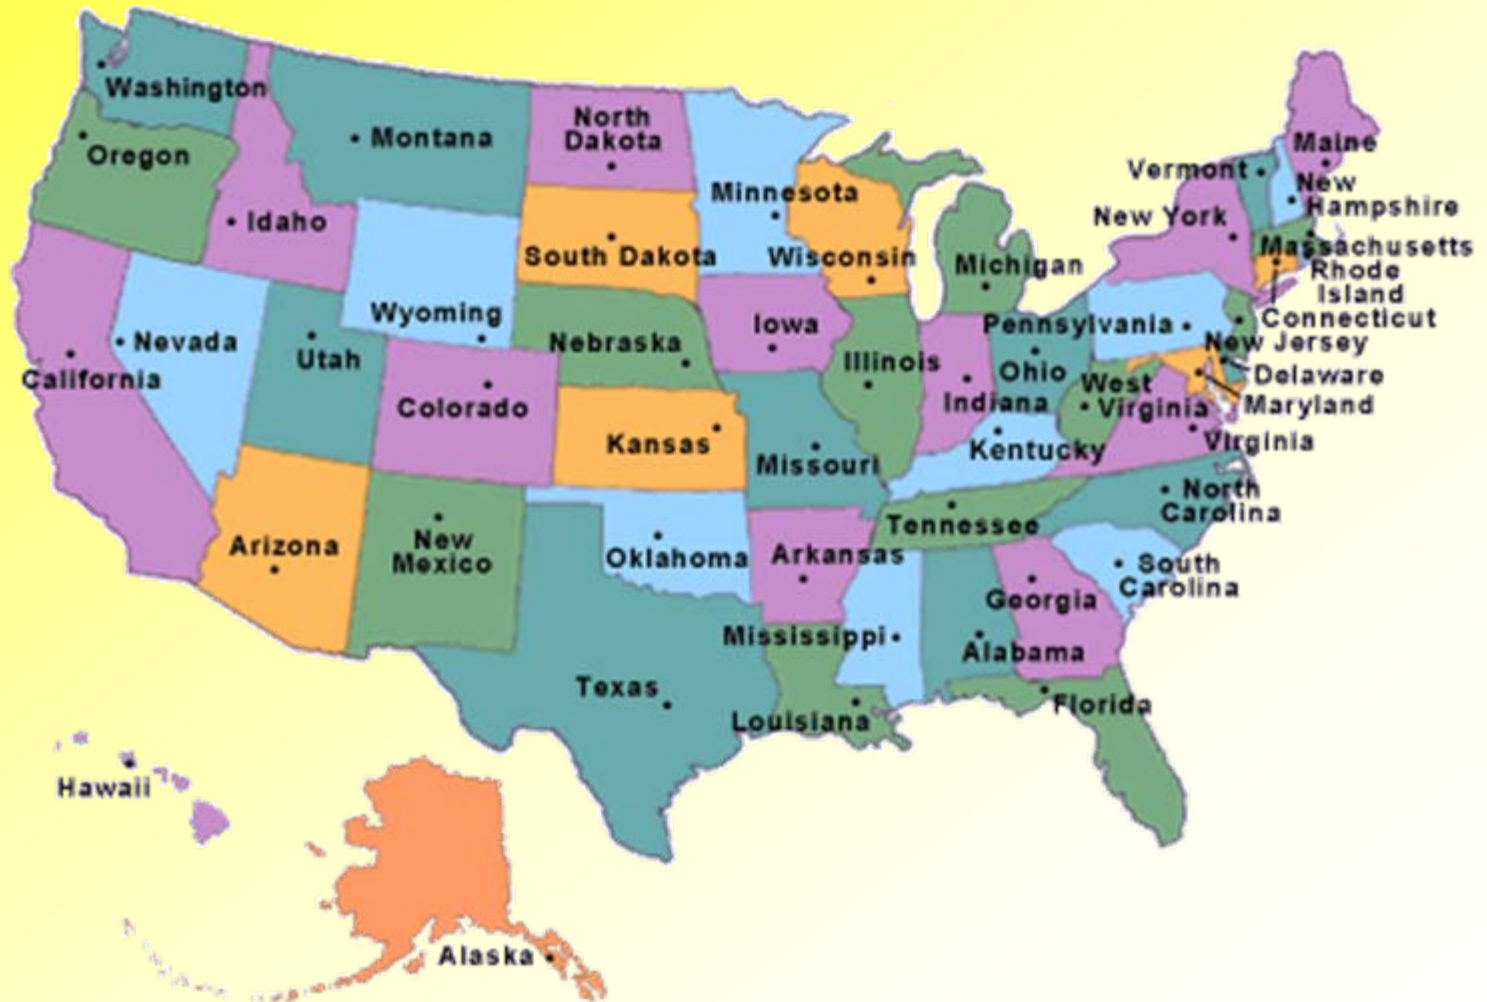 Washington
Oregon
Montana
Idaho
North
Dakota
South Dakota
Minnesota
Wisconsin
Michigan
Maine
Vermont
New
Hampshire
New York
Massachusetts
Rhode
Island
Connecticut
New Jersey
Delaware
Maryland
Pennsylvania
Wyoming
Nebraska
Iowa
Illinois
Indiana
Ohio
West
Virginia
Virginia
Kentucky
Nevada
Utah
California
Colorado
Kansas
Missouri
Arizona
New
Mexico
Oklahoma
Arkansas
Tennessee
North
Carolina
South
Carolina
Georgia
Alabama
Mississippi
Texas
Louisiana
Florida
Hawaii
Alaska